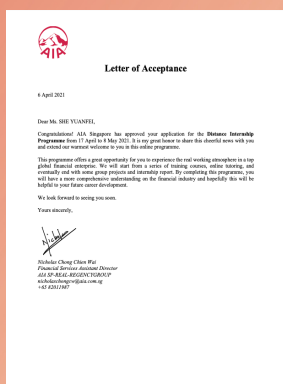 AIA
Letter of Acceptance
6 April 2021
Dear Ms. SHE YUANFEI,
Congratulations! AIA Singapore has approved your application for the Distance Internship
Programme from 17 April to 8 May 2021. It is my great honor to share this cheerful news with you
and extend our warmest welcome to you in this online programme.
This programme offers a great opportunity for you to experience the real working atmosphere in a top
global financial enterprise. We will start from a series of training courses, online tutoring, and
eventually end with some group projects and internship report. By completing this programme, you
will have a more comprehensive understanding on the financial industry and hopefully this will be
helpful to your future career development.
We look forward to seeing you soon.
Yours sincerely,
Nicholas
Nicholas Chong Chien Wai
Financial Services Assistant Director
AIA SP-REAL-REGENCYGROUP
nicholaschongcw@aia.com.sg
+65 82011987